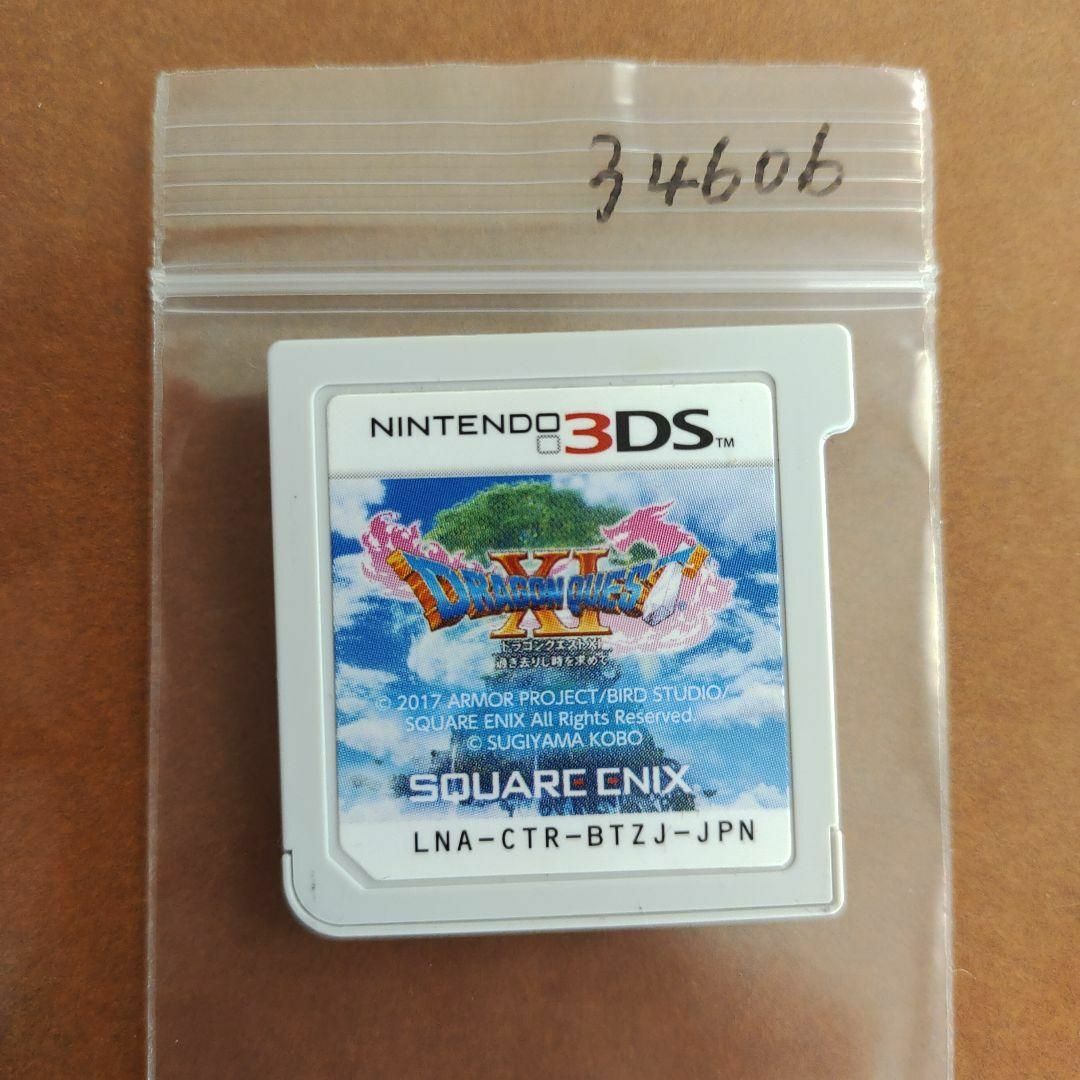 34606
NINTENDO 3DS™
DRAGON QUEST
XI
ドラゴンクエストXI
過ぎ去りし時を求めて
© 2017 ARMOR PROJECT/BIRD STUDIO/
SQUARE ENIX All Rights Reserved.
© SUGIYAMA KOBO
SQUARE ENIX
LNA-CTR-BTZJ-JPN